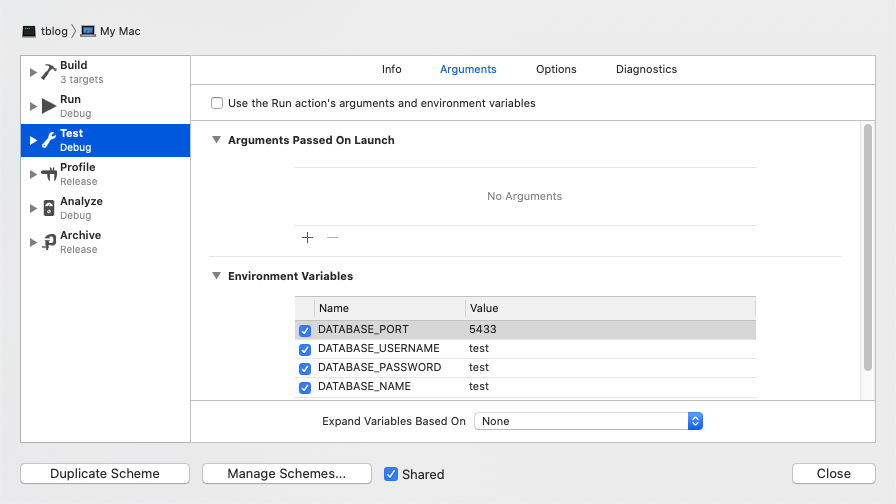 tblog My Mac
Build
3 targets
Run
Debug
Test
Debug
Profile
Release
Analyze
Debug
Archive
Release
Info Arguments Options Diagnostics
Use the Run action's arguments and environment variables
Arguments Passed On Launch
No Arguments
Environment Variables
Name Value
DATABASE_PORT 5433
DATABASE_USERNAME test
DATABASE_PASSWORD test
DATABASE_NAME test
Expand Variables Based On None
Duplicate Scheme Manage Schemes... Shared Close